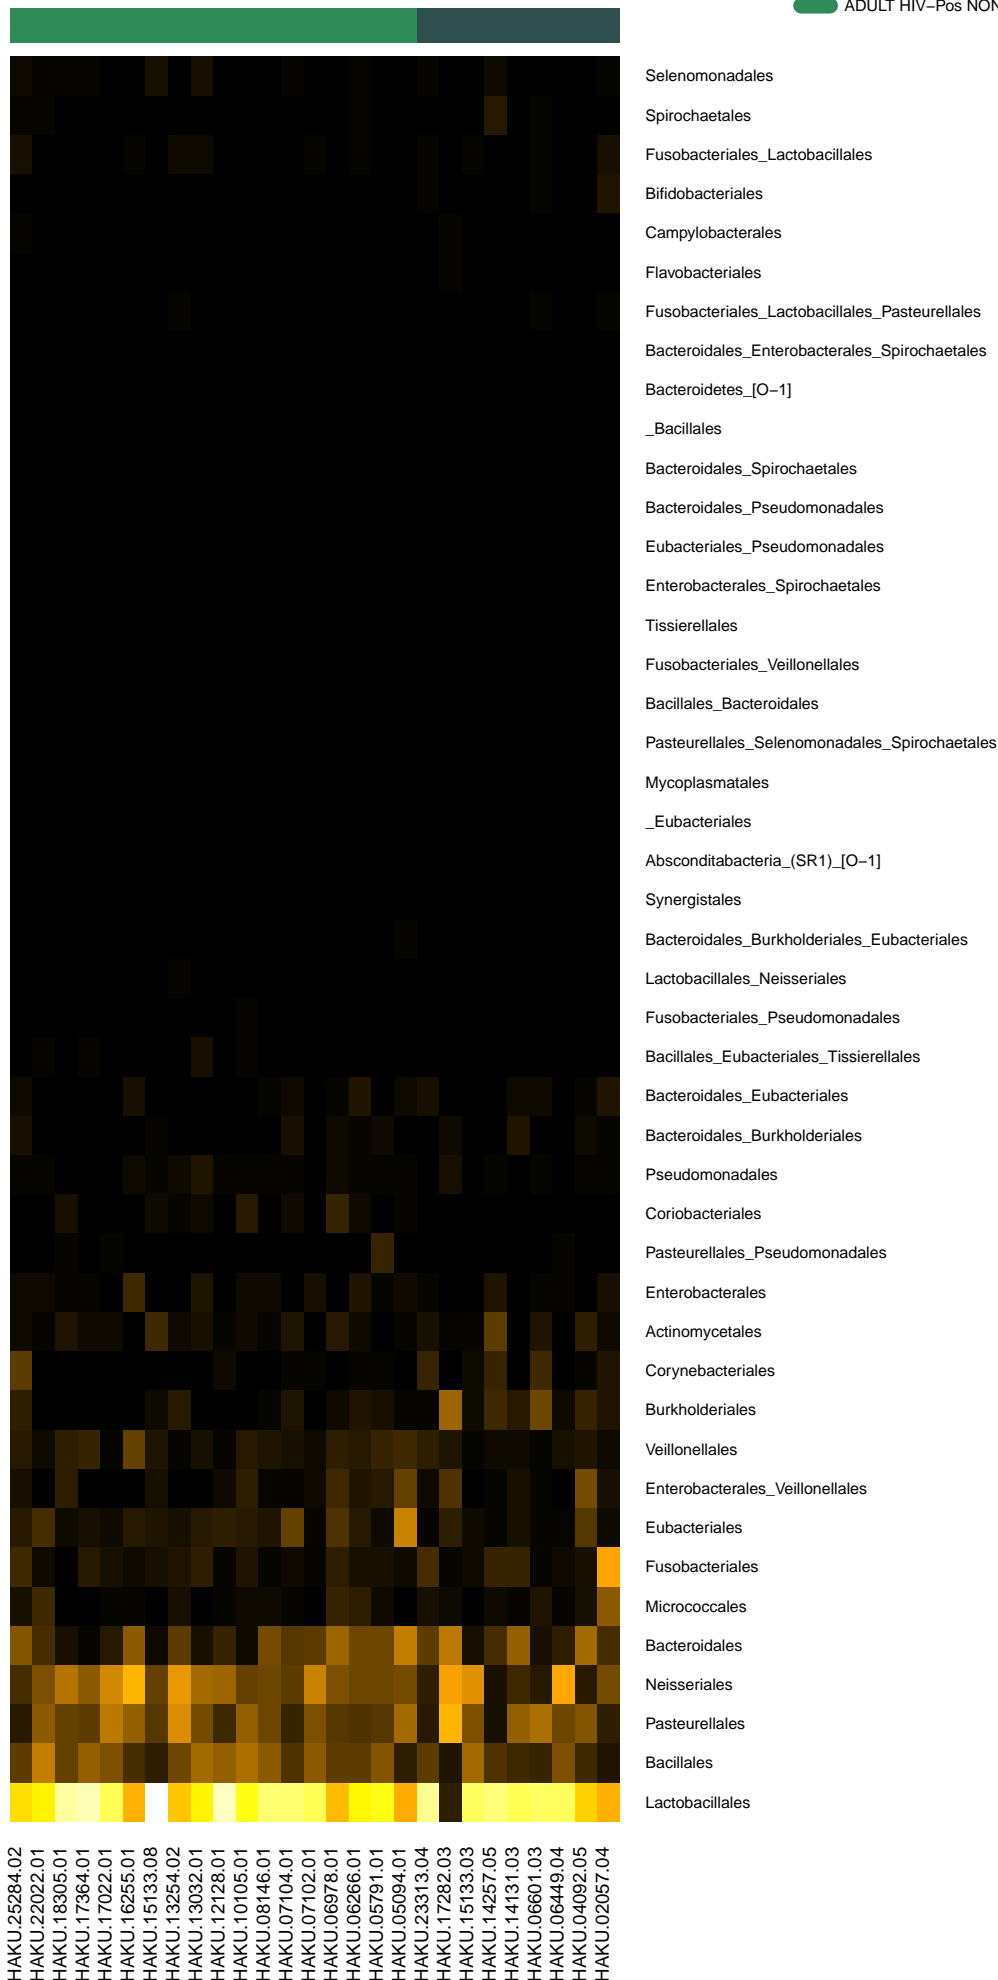 ADULT HIV−Pos NON
Selenomonadales
Spirochaetales
Fusobacteriales_Lactobacillales
Bifidobacteriales
Campylobacterales
Flavobacteriales
Fusobacteriales_Lactobacillales_Pasteurellales
Bacteroidales_Enterobacterales_Spirochaetales
Bacteroidetes_[O−1]
_Bacillales
Bacteroidales_Spirochaetales
Bacteroidales_Pseudomonadales
Eubacteriales_Pseudomonadales
Enterobacterales_Spirochaetales
Tissierellales
Fusobacteriales_Veillonellales
Bacillales_Bacteroidales
Pasteurellales_Selenomonadales_Spirochaetales
Mycoplasmatales
_Eubacteriales
Absconditabacteria_(SR1)_[O−1]
Synergistales
Bacteroidales_Burkholderiales_Eubacteriales
Lactobacillales_Neisseriales
Fusobacteriales_Pseudomonadales
Bacillales_Eubacteriales_Tissierellales
Bacteroidales_Eubacteriales
Bacteroidales_Burkholderiales
Pseudomonadales
Coriobacteriales
Pasteurellales_Pseudomonadales
Enterobacterales
Actinomycetales
Corynebacteriales
Burkholderiales
Veillonellales
Enterobacterales_Veillonellales
Eubacteriales
Fusobacteriales
Micrococcales
Bacteroidales
Neisseriales
Pasteurellales
Bacillales
Lactobacillales
HAKU.25284.02
HAKU.22022.01
HAKU.18305.01
HAKU.17364.01
HAKU.17022.01
HAKU.16255.01
HAKU.15133.08
HAKU.13254.02
HAKU.13032.01
HAKU.12128.01
HAKU.10105.01
HAKU.08146.01
HAKU.07104.01
HAKU.07102.01
HAKU.06978.01
HAKU.06266.01
HAKU.05791.01
HAKU.05094.01
HAKU.23313.04
HAKU.17282.03
HAKU.15133.03
HAKU.14257.05
HAKU.14131.03
HAKU.06601.03
HAKU.06449.04
HAKU.04092.05
HAKU.02057.04